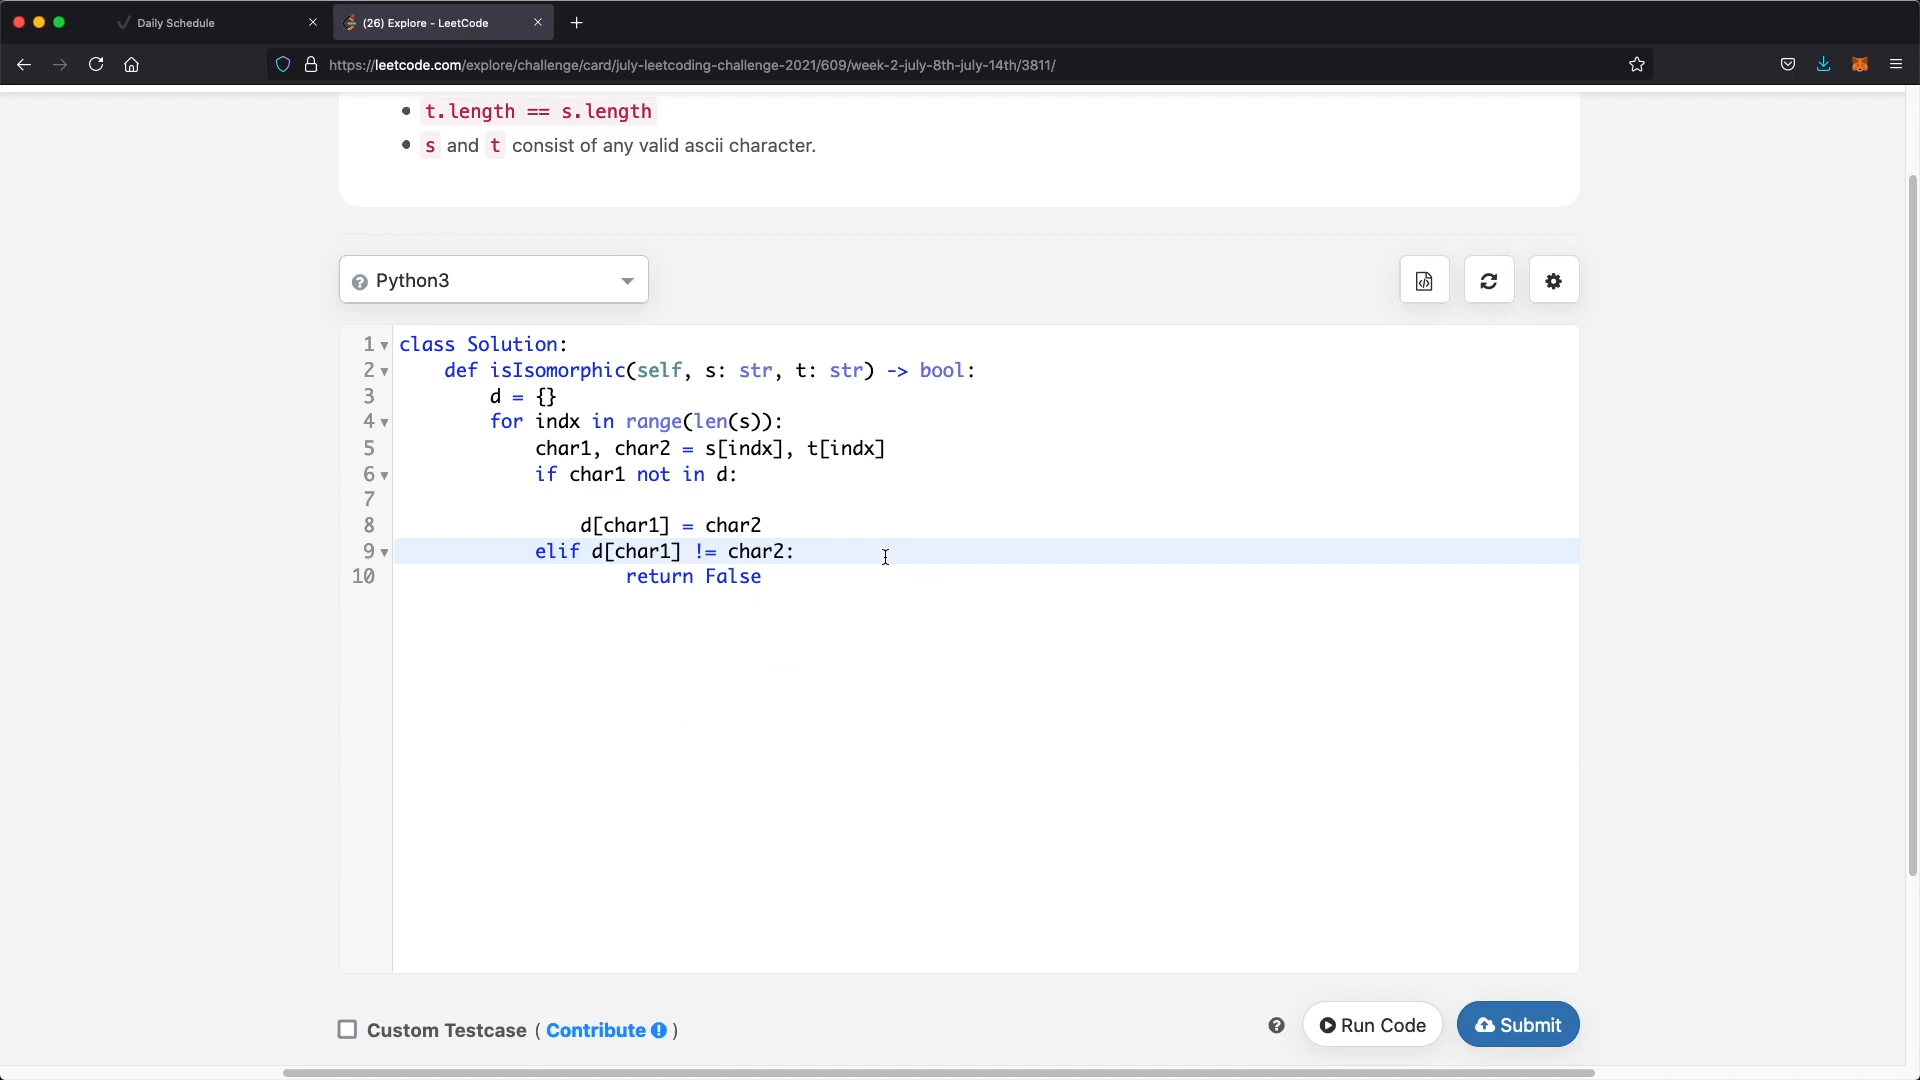 Daily Schedule
(26) Explore - LeetCode
https://leetcode.com/explore/challenge/card/july-leetcoding-challenge-2021/609/week-2-july-8th-july-14th/3811/
t.length == s.length
s and t consist of any valid ascii character.
Python3
1 class Solution:
2     def isIsomorphic(self, s: str, t: str) -> bool:
3         d = {}
4         for indx in range(len(s)):
5             char1, char2 = s[indx], t[indx]
6             if char1 not in d:
7
8                 d[char1] = char2
9             elif d[char1] != char2:
10                    return False
Custom Testcase ( Contribute )
Run Code
Submit